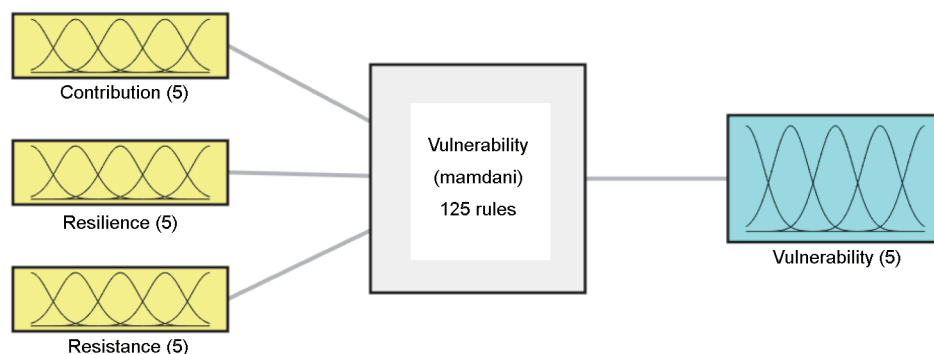 Contribution (5)
Resilience (5)
Resistance (5)
Vulnerability
(mamdani)
125 rules
Vulnerability (5)